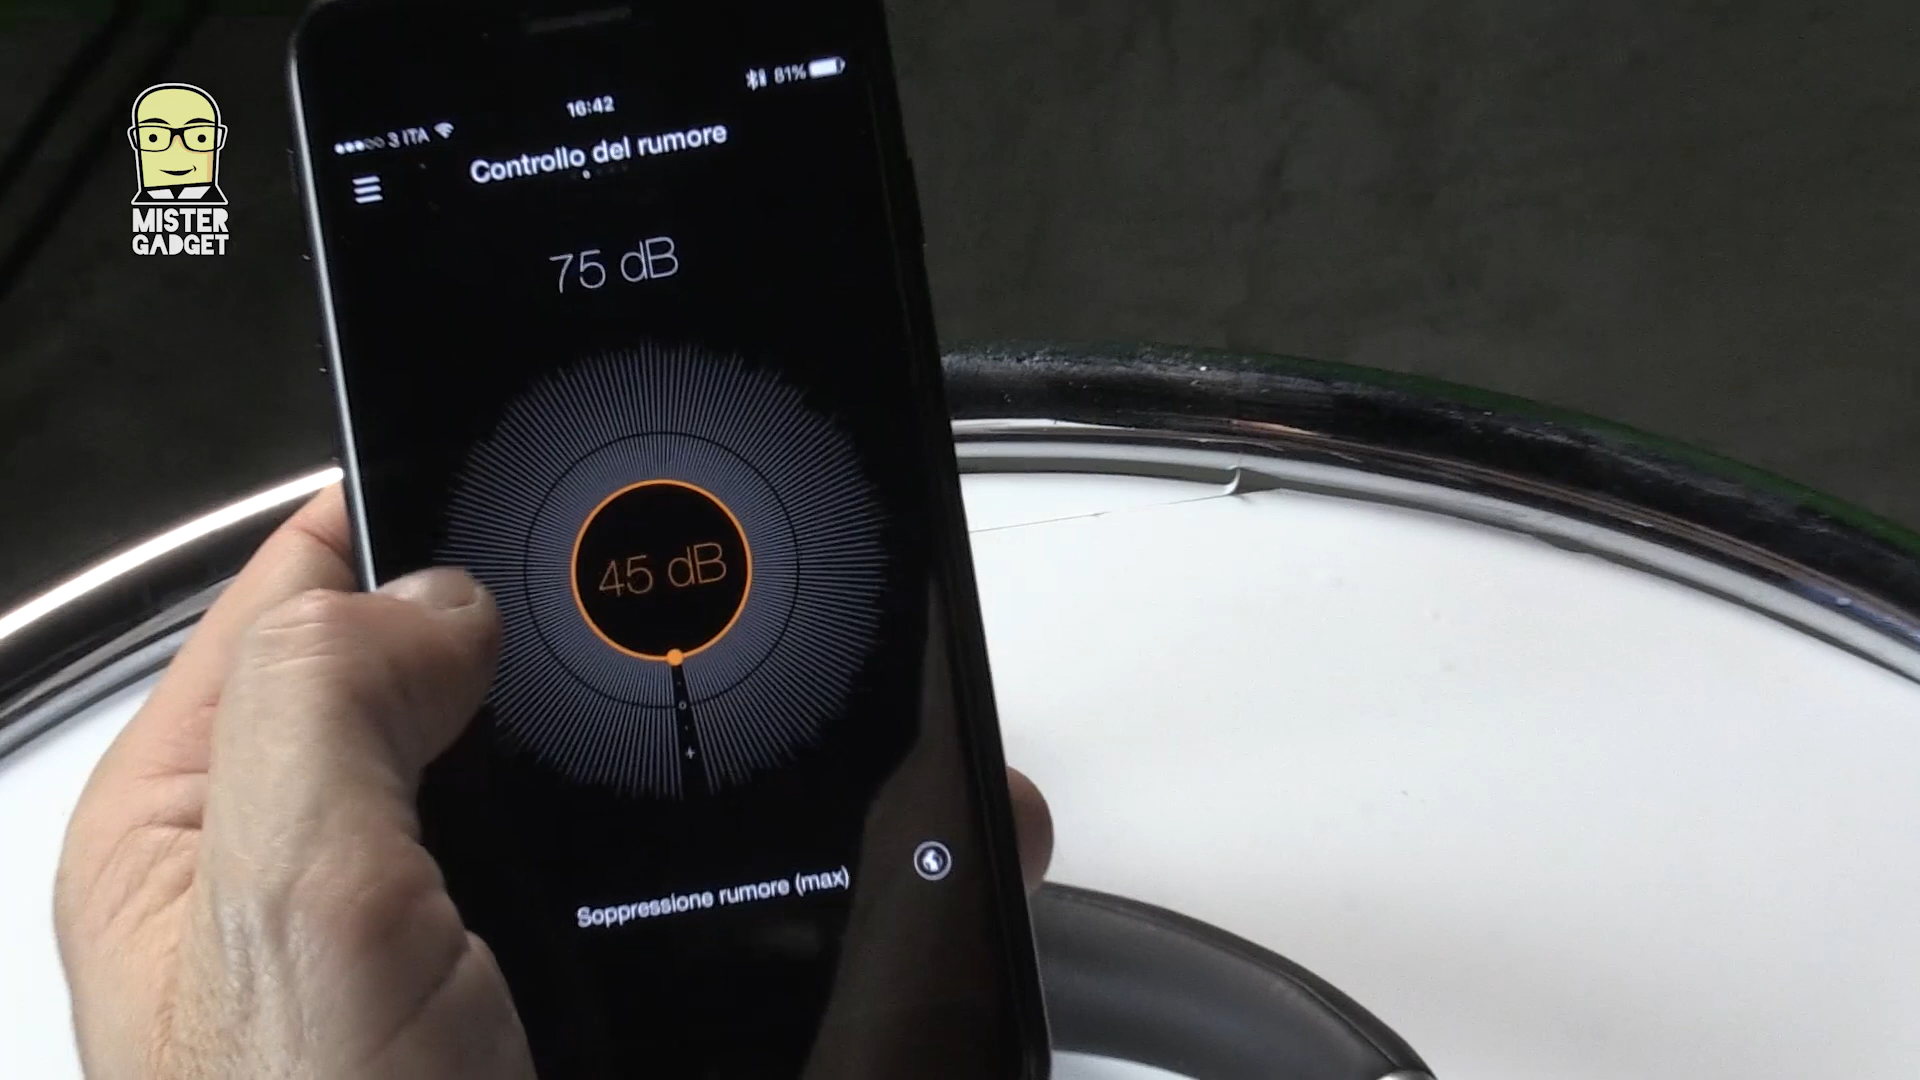 MISTER
GADGET
3 ITA
16:42
81%
Controllo del rumore
75 dB
45 dB
Soppressione rumore (max)